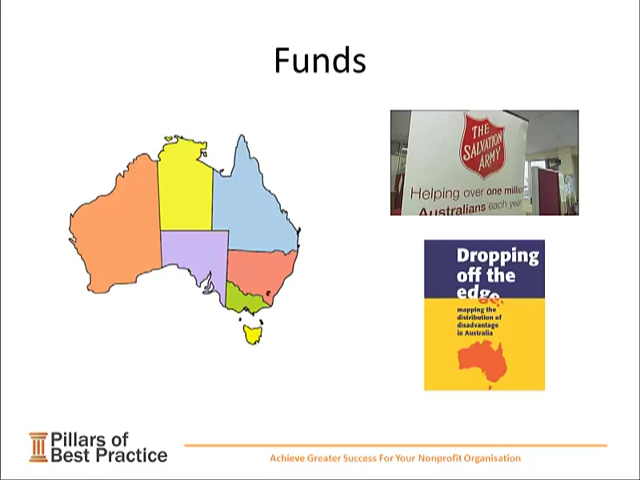 Funds
THE
SALVATION
ARMY
Helping over one million
Australians each year
Dropping
off the
edge
mapping the
distribution of
disadvantage
in Australia
Pillars of
Best Practice
Achieve Greater Success For Your Nonprofit Organisation